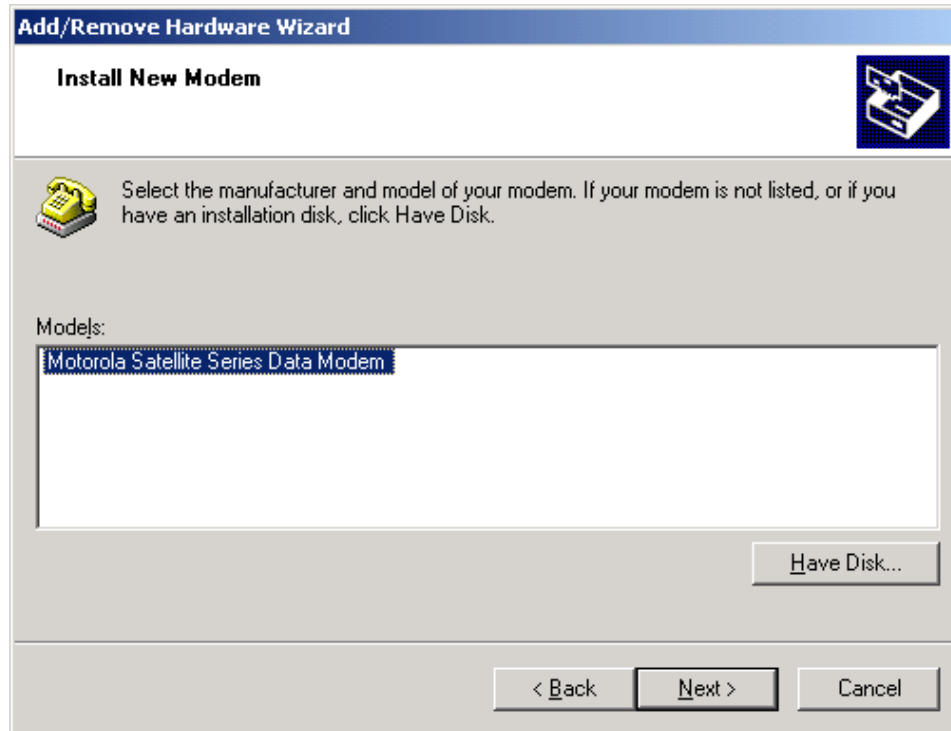 Add/Remove Hardware Wizard
Install New Modem
Select the manufacturer and model of your modem. If your modem is not listed, or if you
have an installation disk, click Have Disk.
Models:
Motorola Satellite Series Data Modem
Have Disk...
< Back
Next >
Cancel